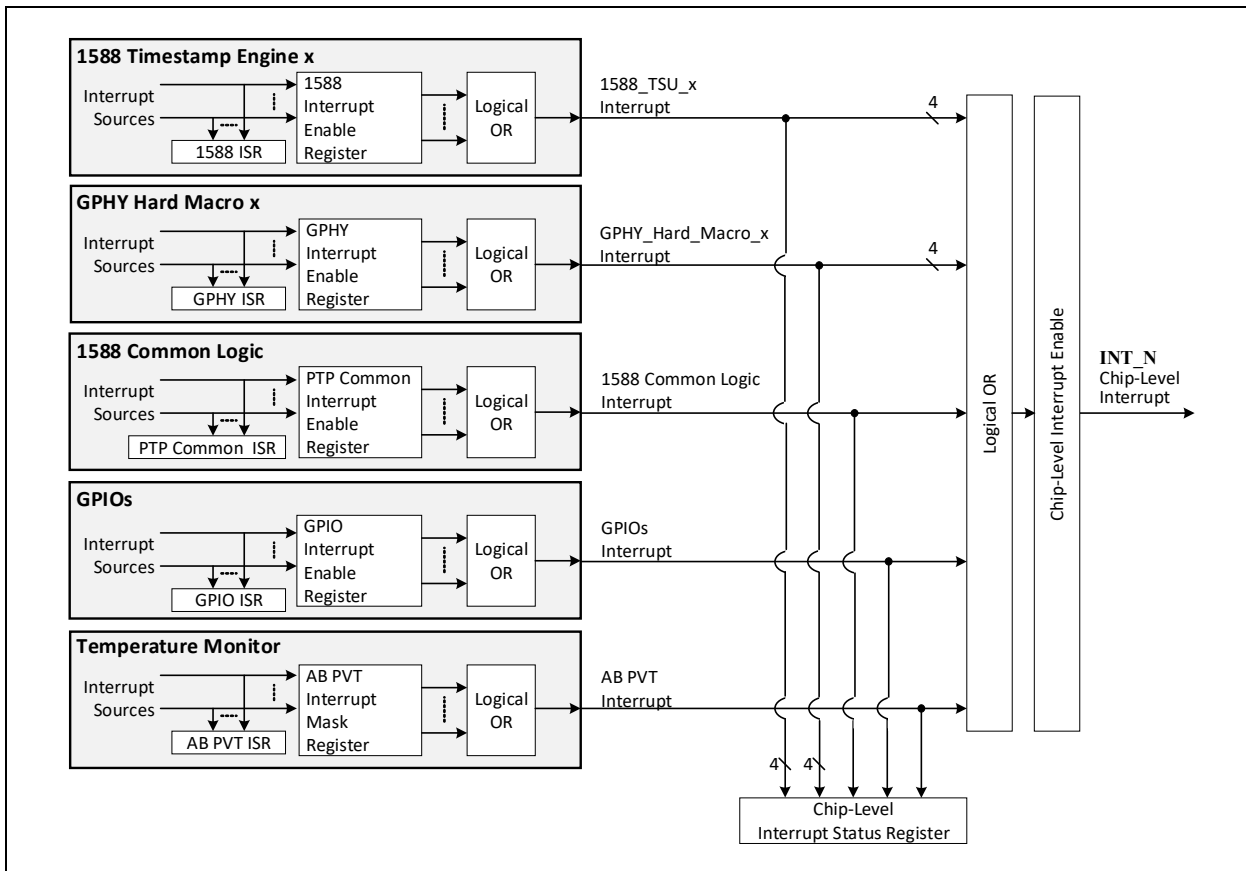 1588 Timestamp Engine x
Interrupt
Sources
1588 ISR
1588
Interrupt
Enable
Register
Logical
OR
1588_TSU_x
Interrupt
4
GPHY Hard Macro x
Interrupt
Sources
GPHY ISR
GPHY
Interrupt
Enable
Register
Logical
OR
GPHY_Hard_Macro_x
Interrupt
4
1588 Common Logic
Interrupt
Sources
PTP Common ISR
PTP Common
Interrupt
Enable
Register
Logical
OR
1588 Common Logic
Interrupt
GPIOs
Interrupt
Sources
GPIO ISR
GPIO
Interrupt
Enable
Register
Logical
OR
GPIOs
Interrupt
Temperature Monitor
Interrupt
Sources
AB PVT ISR
AB PVT
Interrupt
Mask
Register
Logical
OR
AB PVT
Interrupt
4
4
Chip-Level
Interrupt Status Register
Logical OR
Chip-Level Interrupt Enable
INT_N
Chip-Level
Interrupt